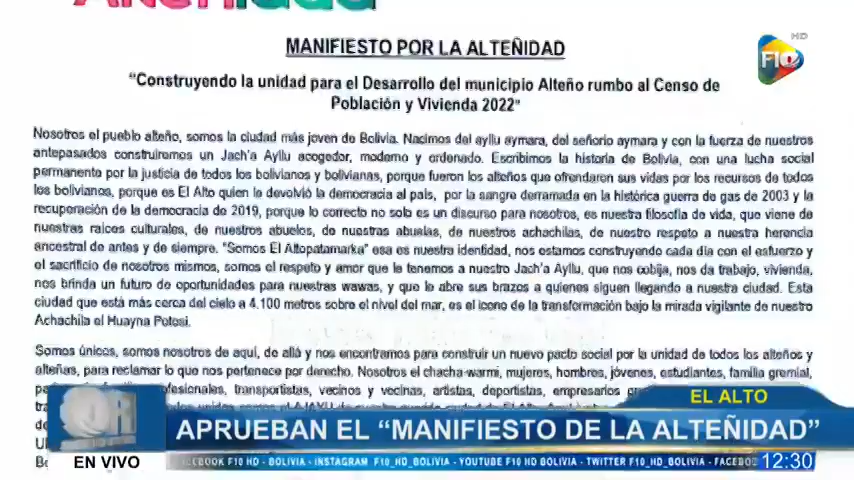 MANIFIESTO POR LA ALTEÑIDAD
HD
F10
"Construyendo la unidad para el Desarrollo del municipio Alteño rumbo al Censo de
Población y Vivienda 2022"
Nosotros el pueblo alteño, somos la ciudad más joven de Bolivia. Nacimos del ayllu aymara, del señorío aymara y con la fuerza de nuestros
antepasados construiremos un Jach'a Ayllu acogedor, moderno y ordenado. Escribimos la historia de Bolivia, con una lucha social
permanente por la justicia de todos los bolivianos y bolivianas, porque fueron los alteños que ofrendaron sus vidas por los recursos de todos
los bolivianos, porque es El Alto quien le devolvió la democracia al país, por la sangre derramada en la histórica guerra de gas de 2003 y la
recuperación de la democracia de 2019, porque lo correcto no solo es un discurso para nosotros, es nuestra filosofía de vida, que viene de
nuestras raíces culturales, de nuestros abuelos, de nuestras abuelas, de nuestros achachilas, de nuestro respeto a nuestra herencia
ancestral de antes y de siempre. "Somos El Altopatamarka" esa es nuestra identidad, nos estamos construyendo cada día con el esfuerzo y
el sacrificio de nosotros mismos, somos el respeto y amor que le tenemos a nuestro Jach'a Ayllu, que nos cobija, nos da trabajo, vivienda,
nos brinda un futuro de oportunidades para nuestras wawas, y que le abre sus brazos a quienes siguen llegando a nuestra ciudad. Esta
ciudad que está más cerca del cielo a 4.100 metros sobre el nivel del mar, es el icono de la transformación bajo la mirada vigilante de nuestro
Achachila el Huayna Potosi.
Somos únicos, somos nosotros de aquí, de allá y nos encontramos para construir un nuevo pacto social por la unidad de todos los alteños y
alteñas, para reclamar lo que nos pertenece por derecho. Nosotros el chacha-warmi, mujeres, hombres, jóvenes, estudiantes, familia gremial,
transportistas, vecinos y vecinas, artistas, deportistas, empresarios
EL ALTO
APRUEBAN EL "MANIFIESTO DE LA ALTEÑIDAD"
EN VIVO
FACEBOOK F10 HD - BOLIVIA - INSTAGRAM F10_HD_BOLIVIA - YOUTUBE F10 HD BOLIVIA - TWITTER F10_HD_BOLIVIA - FACEBO
12:30